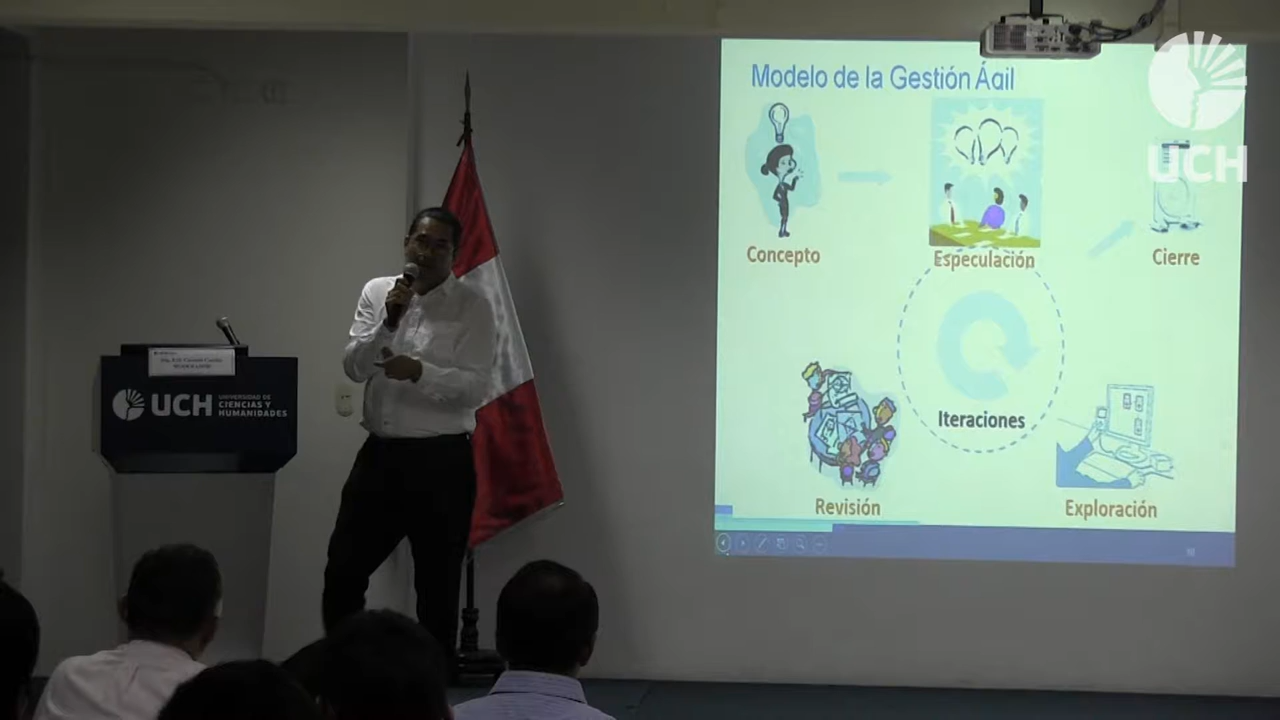 Modelo de la Gestión Ágil
UCH
Concepto
Especulación
Cierre
Iteraciones
Revisión
Exploración
UCH
UNIVERSIDAD DE
CIENCIAS Y
HUMANIDADES